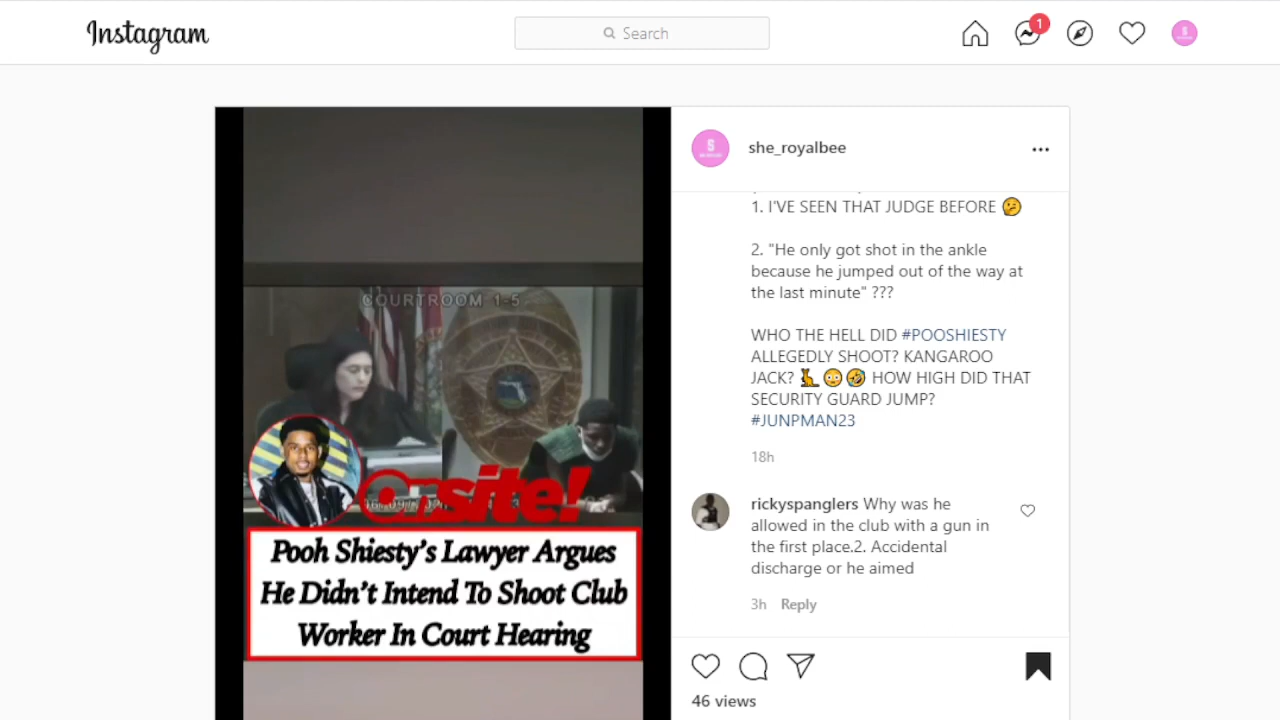 Instagram
Search
1
she_royalbee
1. I'VE SEEN THAT JUDGE BEFORE 🤔
2. "He only got shot in the ankle
because he jumped out of the way at
the last minute" ???
WHO THE HELL DID #POOSHIESTY
ALLEGEDLY SHOOT? KANGAROO
JACK? 🦘😳🤣 HOW HIGH DID THAT
SECURITY GUARD JUMP?
#JUNPMAN23
18h
rickyspanglers Why was he
allowed in the club with a gun in
the first place.2. Accidental
discharge or he aimed
3h Reply
46 views
COURTROOM 1-5
Onsite!
Pooh Shiesty's Lawyer Argues
He Didn't Intend To Shoot Club
Worker In Court Hearing